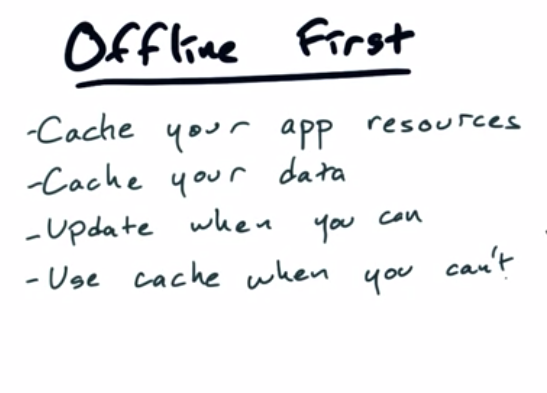 Offline First
-Cache your app resources
-Cache your data
-Update when you can
-Use cache when you can't